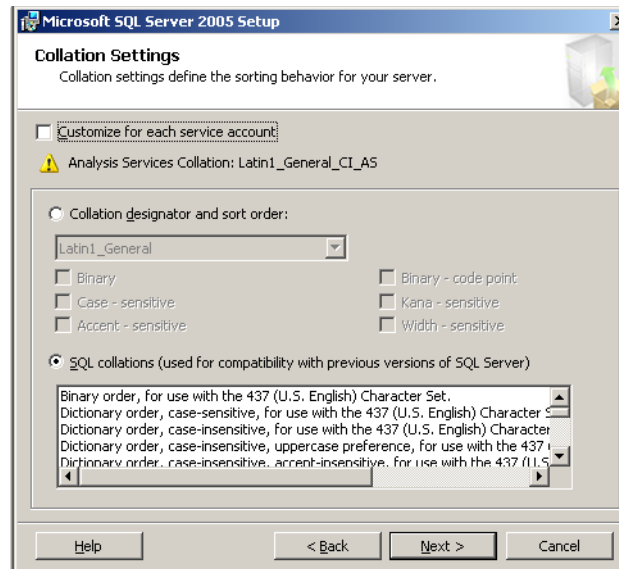 Microsoft SQL Server 2005 Setup
Collation Settings
Collation settings define the sorting behavior for your server.
Customize for each service account
Analysis Services Collation: Latin1_General_CI_AS
Collation designator and sort order:
Latin1_General
Binary
Binary - code point
Case - sensitive
Kana - sensitive
Accent - sensitive
Width - sensitive
SQL collations (used for compatibility with previous versions of SQL Server)
Binary order, for use with the 437 (U.S. English) Character Set.
Dictionary order, case-sensitive, for use with the 437 (U.S. English) Character S
Dictionary order, case-insensitive, for use with the 437 (U.S. English) Character
Dictionary order, case-insensitive, uppercase preference, for use with the 437
Dictionary order, case-insensitive, accent-insensitive, for use with the 437 (U.S
Help
< Back
Next >
Cancel